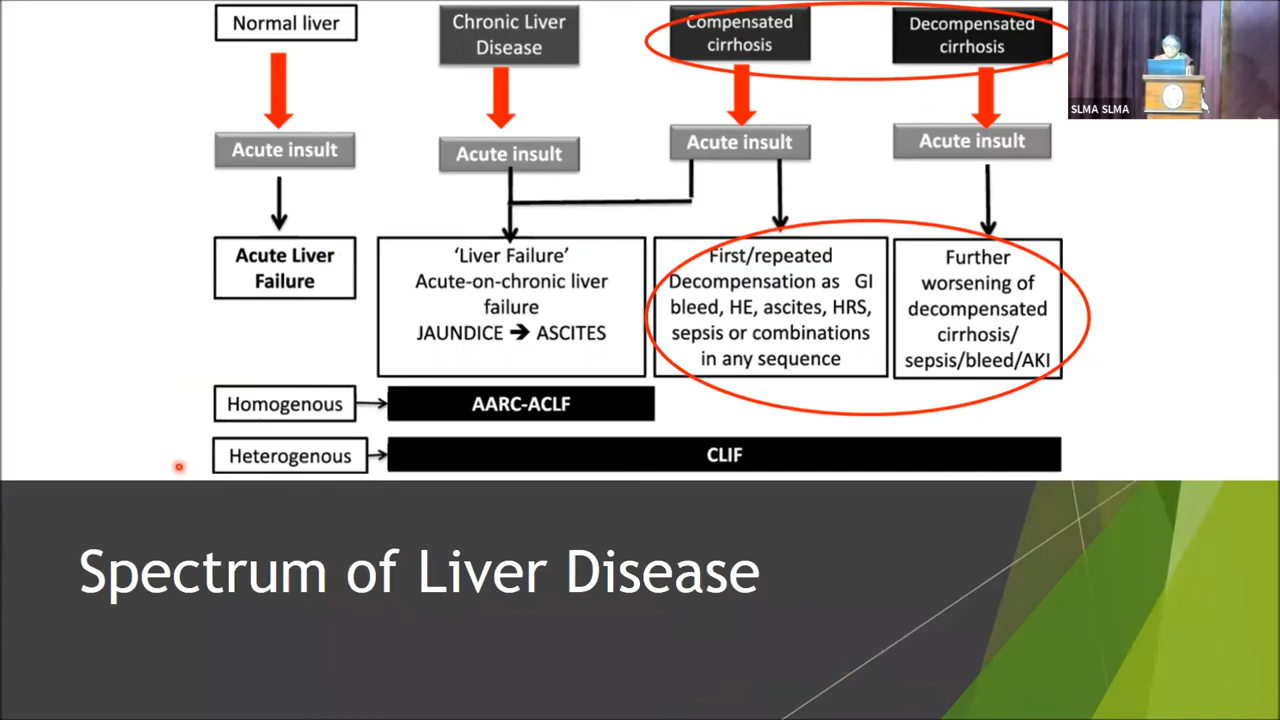 Normal liver
Chronic Liver
Disease
Compensated
cirrhosis
Decompensated
cirrhosis
SLMA SLMA
Acute insult
Acute insult
Acute insult
Acute insult
Acute Liver
Failure
‘Liver Failure’
Acute-on-chronic liver
failure
JAUNDICE ➔ ASCITES
First/repeated
Decompensation as GI
bleed, HE, ascites, HRS,
sepsis or combinations
in any sequence
Further
worsening of
decompensated
cirrhosis/
sepsis/bleed/AKI
Homogenous
AARC-ACLF
Heterogenous
CLIF
Spectrum of Liver Disease